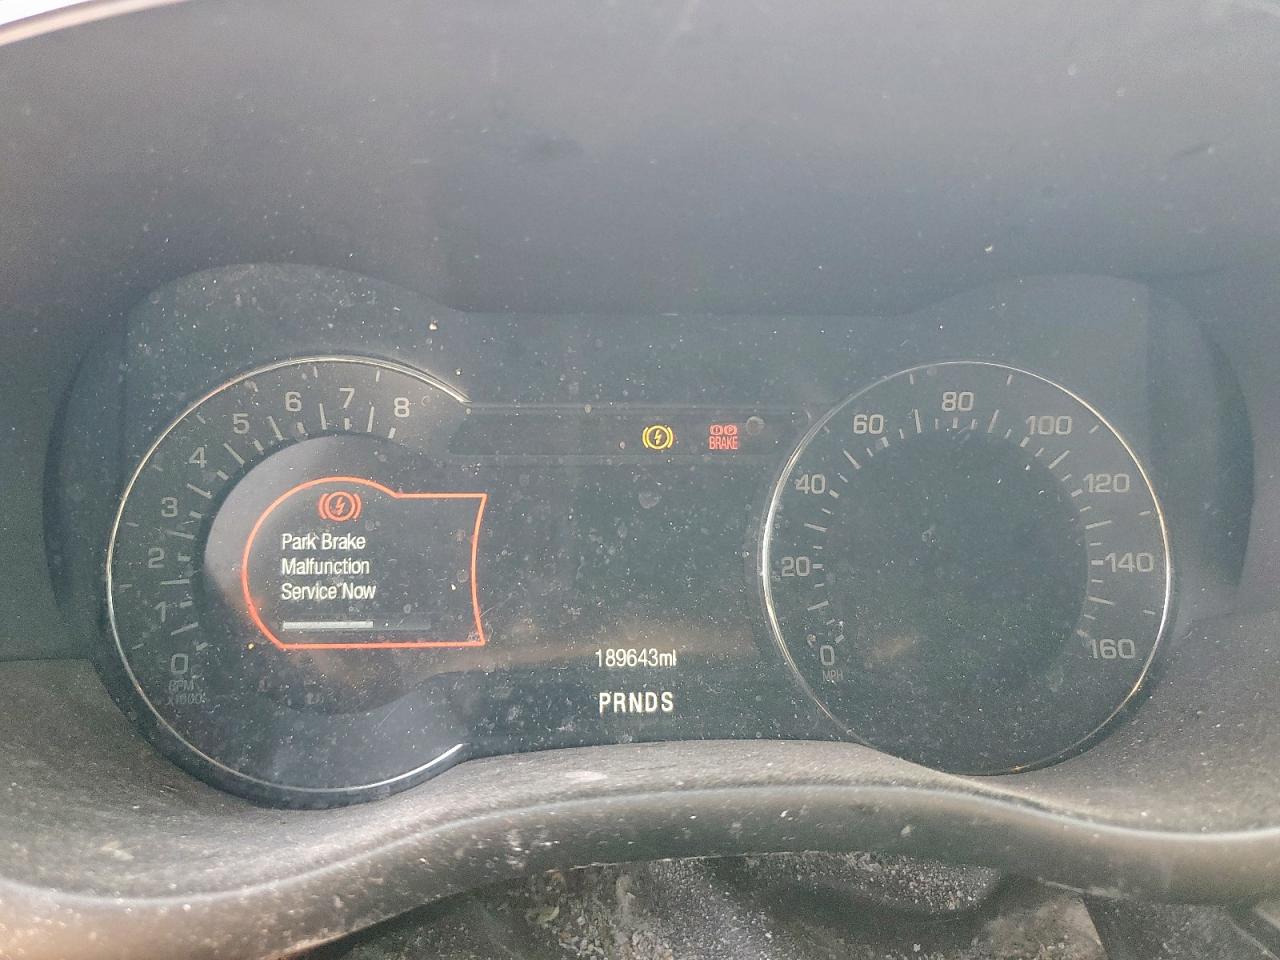 0
1
2
3
4
5
6
7
8
RPM
X1000
Park Brake
Malfunction
Service Now
BRAKE
189643mi
PRNDS
0
20
40
60
80
100
120
140
160
MPH